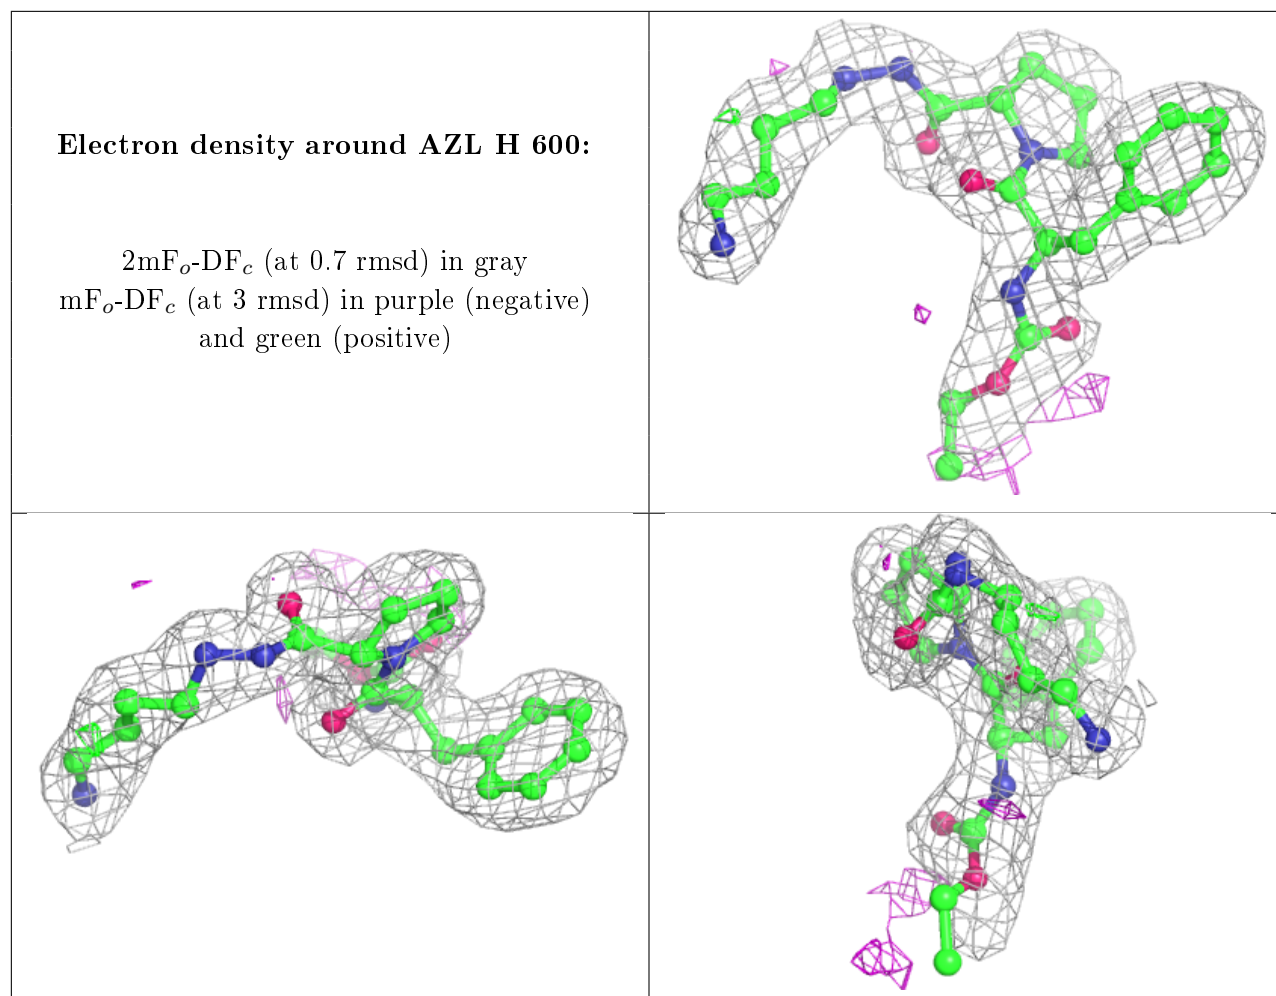 Electron density around AZL H 600:
2mFo-DFc (at 0.7 rmsd) in gray
mFo-DFc (at 3 rmsd) in purple (negative)
and green (positive)